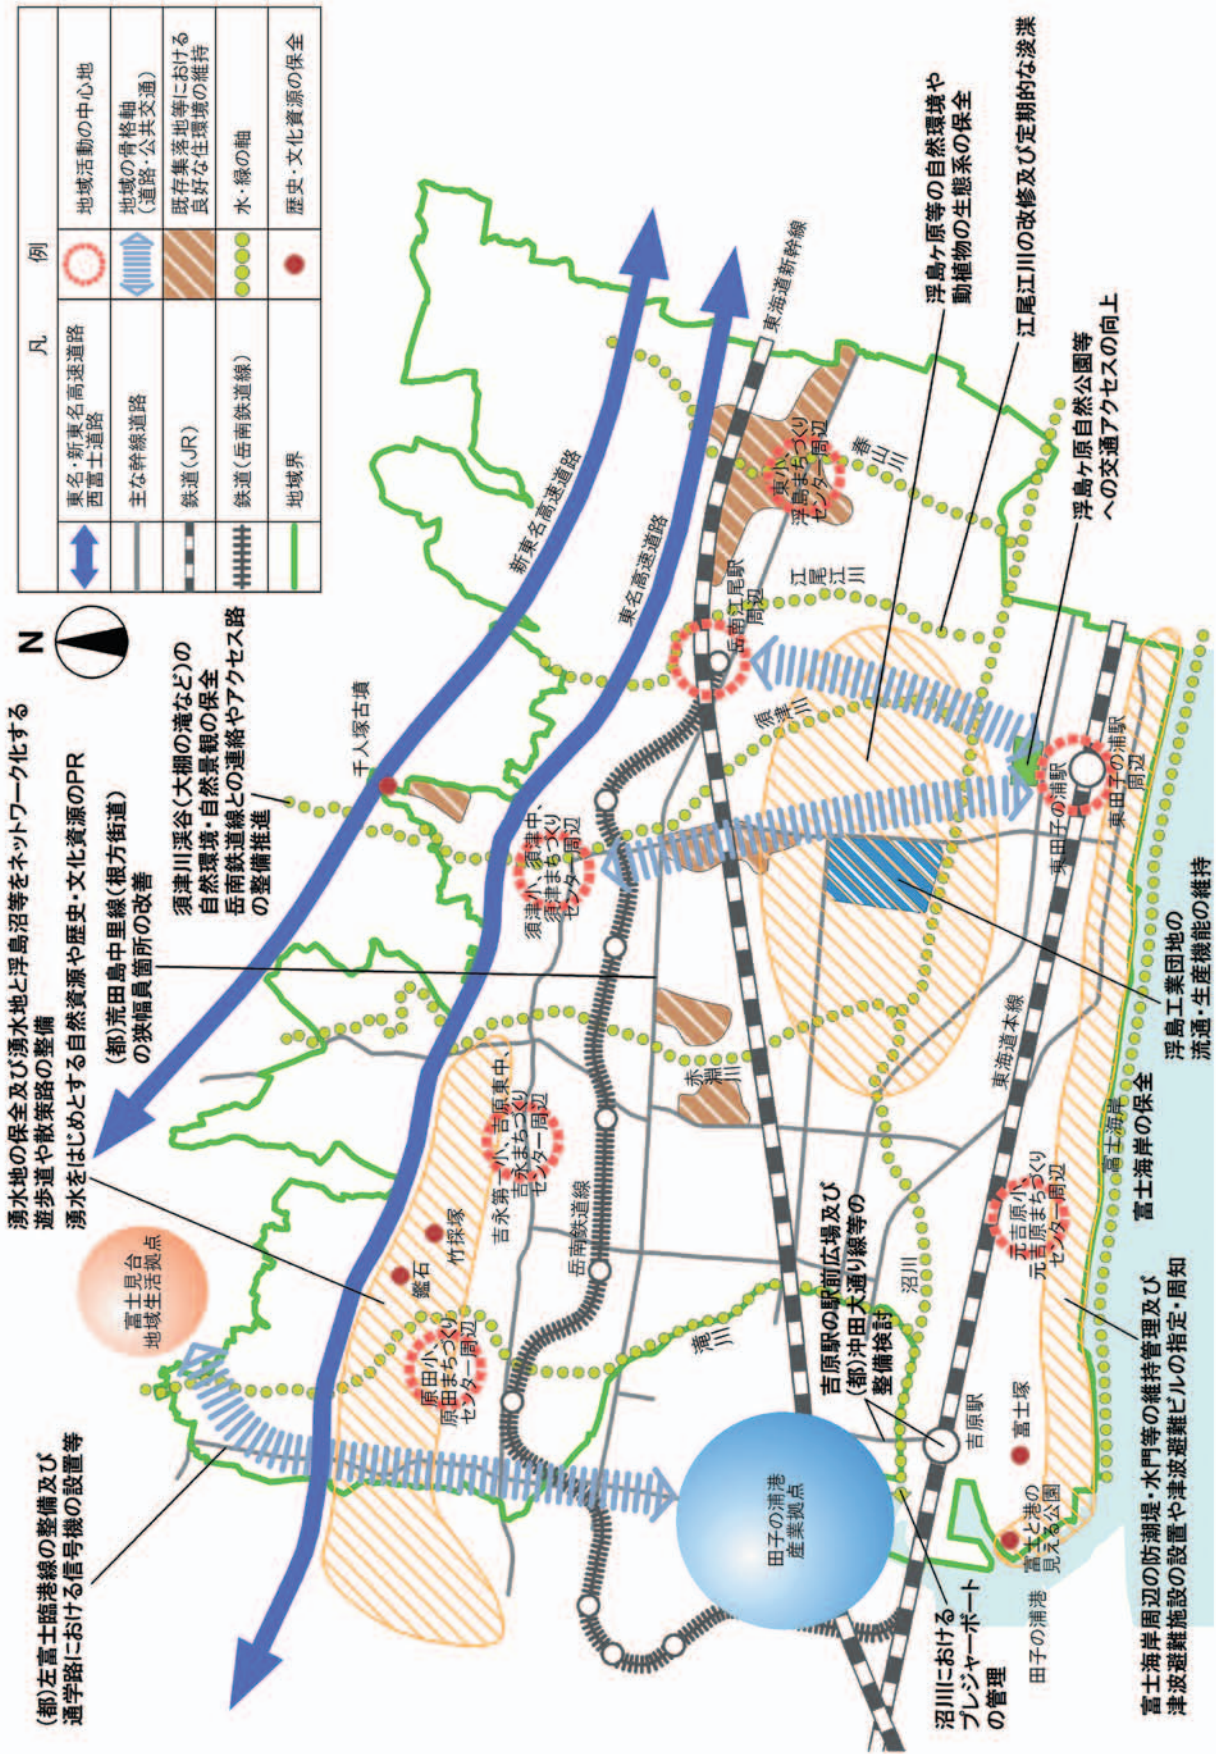 凡例
東名・新東名高速道路
西富士道路
主な幹線道路
鉄道(JR)
鉄道(岳南鉄道線)
地域界
地域活動の中心地
地域の骨格軸
(道路・公共交通)
既存集落地等における
良好な住環境の維持
水・緑の軸
歴史・文化資源の保全
N
(都)左富士臨港線の整備及び
通学路における信号機の設置等
湧水地の保全及び湧水地と浮島沼等をネットワーク化する
遊歩道や散策路の整備
湧水をはじめとする自然資源や歴史・文化資源のPR
(都)荒田島中里線(根方街道)
の狭幅員箇所の改善
須津川渓谷(大棚の滝など)の
自然環境・自然景観の保全
岳南鉄道線との連絡やアクセス路
の整備推進
富士見台
地域生活拠点
千人塚古墳
新東名高速道路
東名高速道路
東海道新幹線
鑑石
竹採塚
原田小、
原田まちづくり
センター周辺
吉永第一小、吉原東中、
吉永まちづくり
センター周辺
須津小、須津中、
須津まちづくり
センター周辺
岳南江尾駅
周辺
東小、
浮島まちづくり
センター周辺
岳南鉄道線
滝川
赤淵川
須津川
江尾江川
春山川
沼川
田子の浦港
産業拠点
吉原駅の駅前広場及び
(都)沖田大通り線等の
整備検討
吉原駅
富士塚
富士と港の
見える公園
田子の浦港
元吉原小、
元吉原まちづくり
センター周辺
東海道本線
東田子の浦駅
東田子の浦駅
周辺
富士海岸
浮島ヶ原等の自然環境や
動植物の生態系の保全
江尾江川の改修及び定期的な浚渫
浮島ヶ原自然公園等
への交通アクセスの向上
浮島工業団地の
流通・生産機能の維持
富士海岸の保全
富士海岸周辺の防潮堤・水門等の維持管理及び
津波避難施設の設置や津波避難ビルの指定・周知
沼川における
プレジャーボート
の管理